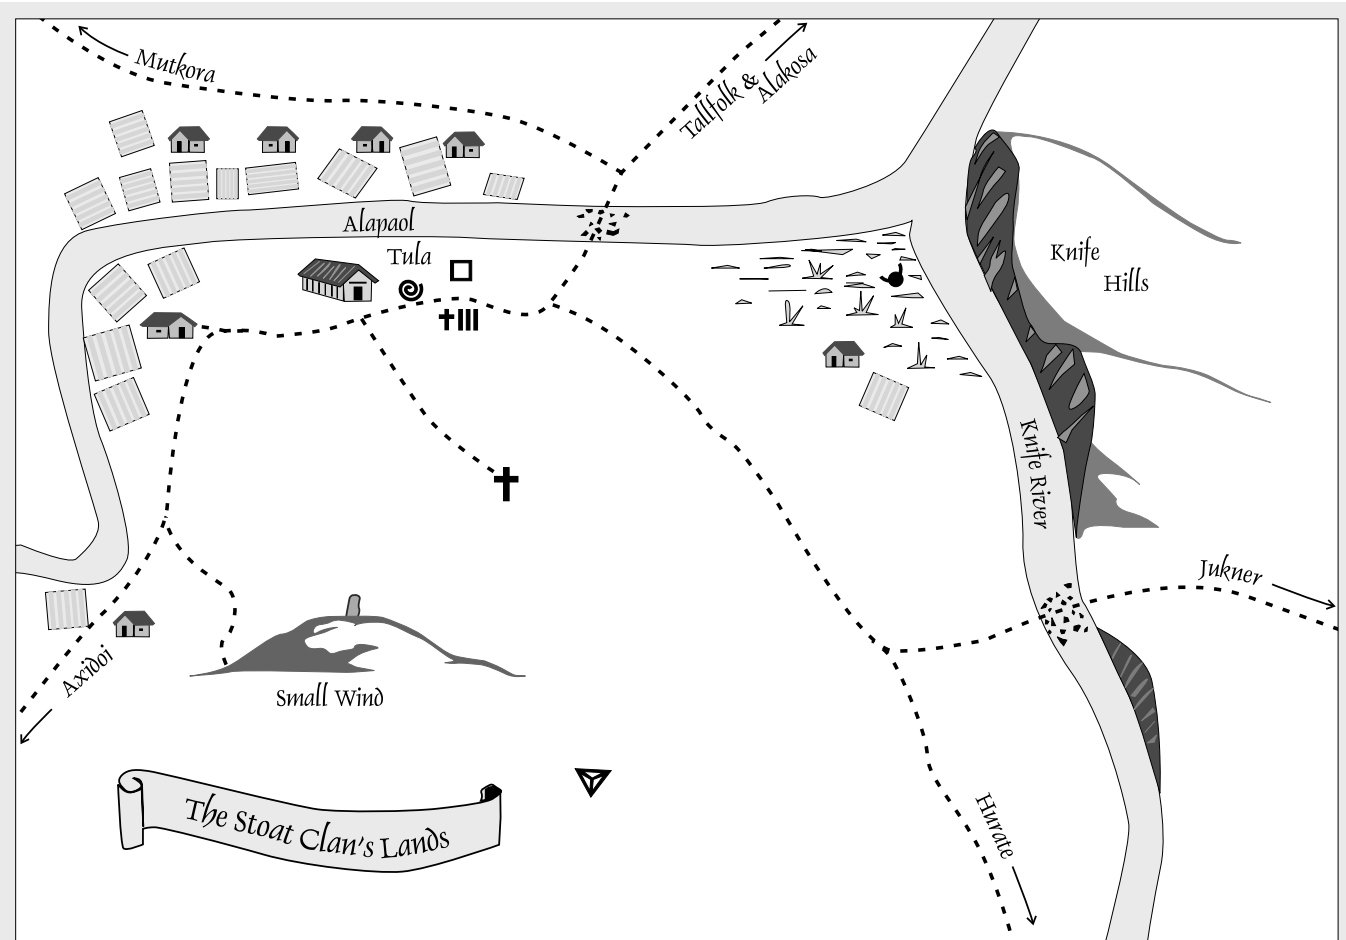 Mutkora
Tallfolk &
Alakosa
Alapaol
Tula
Knife
Hills
Knife River
Jukner
Axidoi
Small Wind
The Stoat Clan's Lands
Hurate